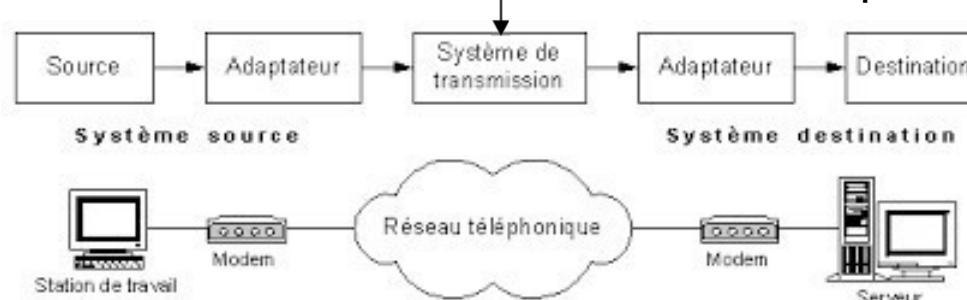 Source
Adaptateur
Système de
transmission
Adaptateur
Destination
Système source
Système destination
Réseau téléphonique
Modem
Modem
Station de travail
Serveur